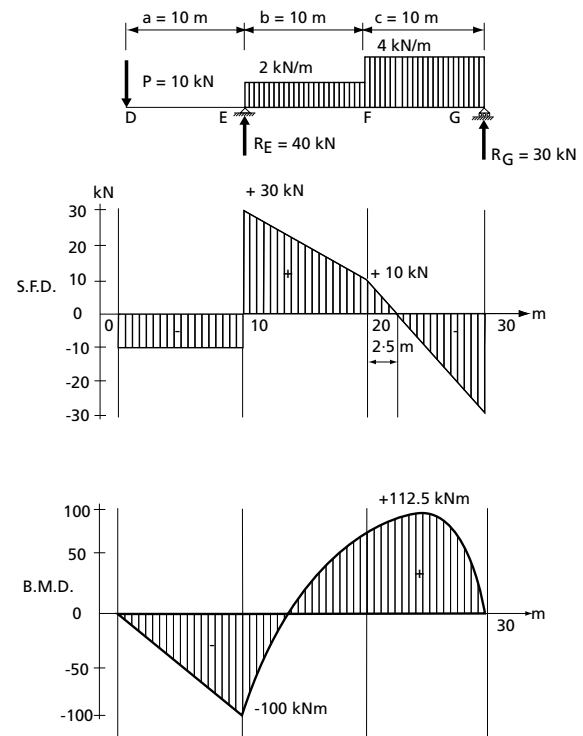 a = 10 m b = 10 m c = 10 m
4 kN/m
2 kN/m
P = 10 kN
D E F G
RE = 40 kN
RG = 30 kN
kN
+ 30 kN
30
20
10
+ 10 kN
S.F.D.
+
0
0 10 20 30 m
- -
2·5 m
-10
-20
-30
+112.5 kNm
100
50
+
B.M.D.
0
m
30
-
-50
-100 kNm
-100